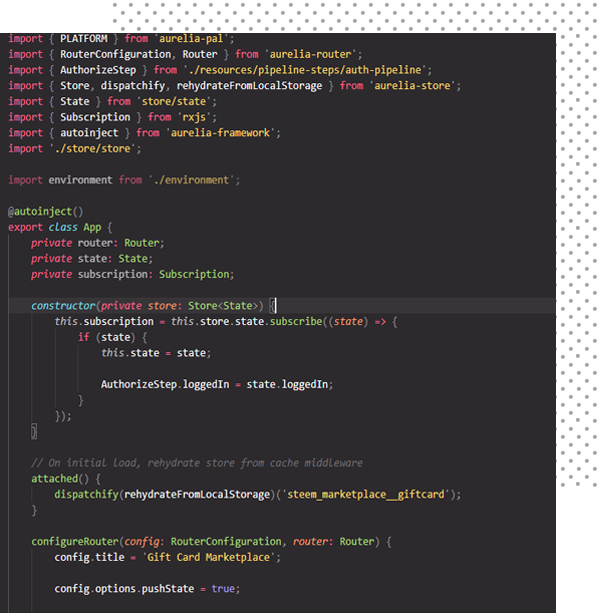 import { PLATFORM } from 'aurelia-pal';
import { RouterConfiguration, Router } from 'aurelia-router';
import { AuthorizeStep } from './resources/pipeline-steps/auth-pipeline';
import { Store, dispatchify, rehydrateFromLocalStorage } from 'aurelia-store';
import { State } from 'store/state';
import { Subscription } from 'rxjs';
import { autoinject } from 'aurelia-framework';
import './store/store';

import environment from './environment';

@autoinject()
export class App {
    private router: Router;
    private state: State;
    private subscription: Subscription;

    constructor(private store: Store<State>) {
        this.subscription = this.store.state.subscribe((state) => {
            if (state) {
                this.state = state;

                AuthorizeStep.loggedIn = state.loggedIn;
            }
        });
    }

    // On initial load, rehydrate store from cache middleware
    attached() {
        dispatchify(rehydrateFromLocalStorage)('steem_marketplace__giftcard');
    }

    configureRouter(config: RouterConfiguration, router: Router) {
        config.title = 'Gift Card Marketplace';

        config.options.pushState = true;